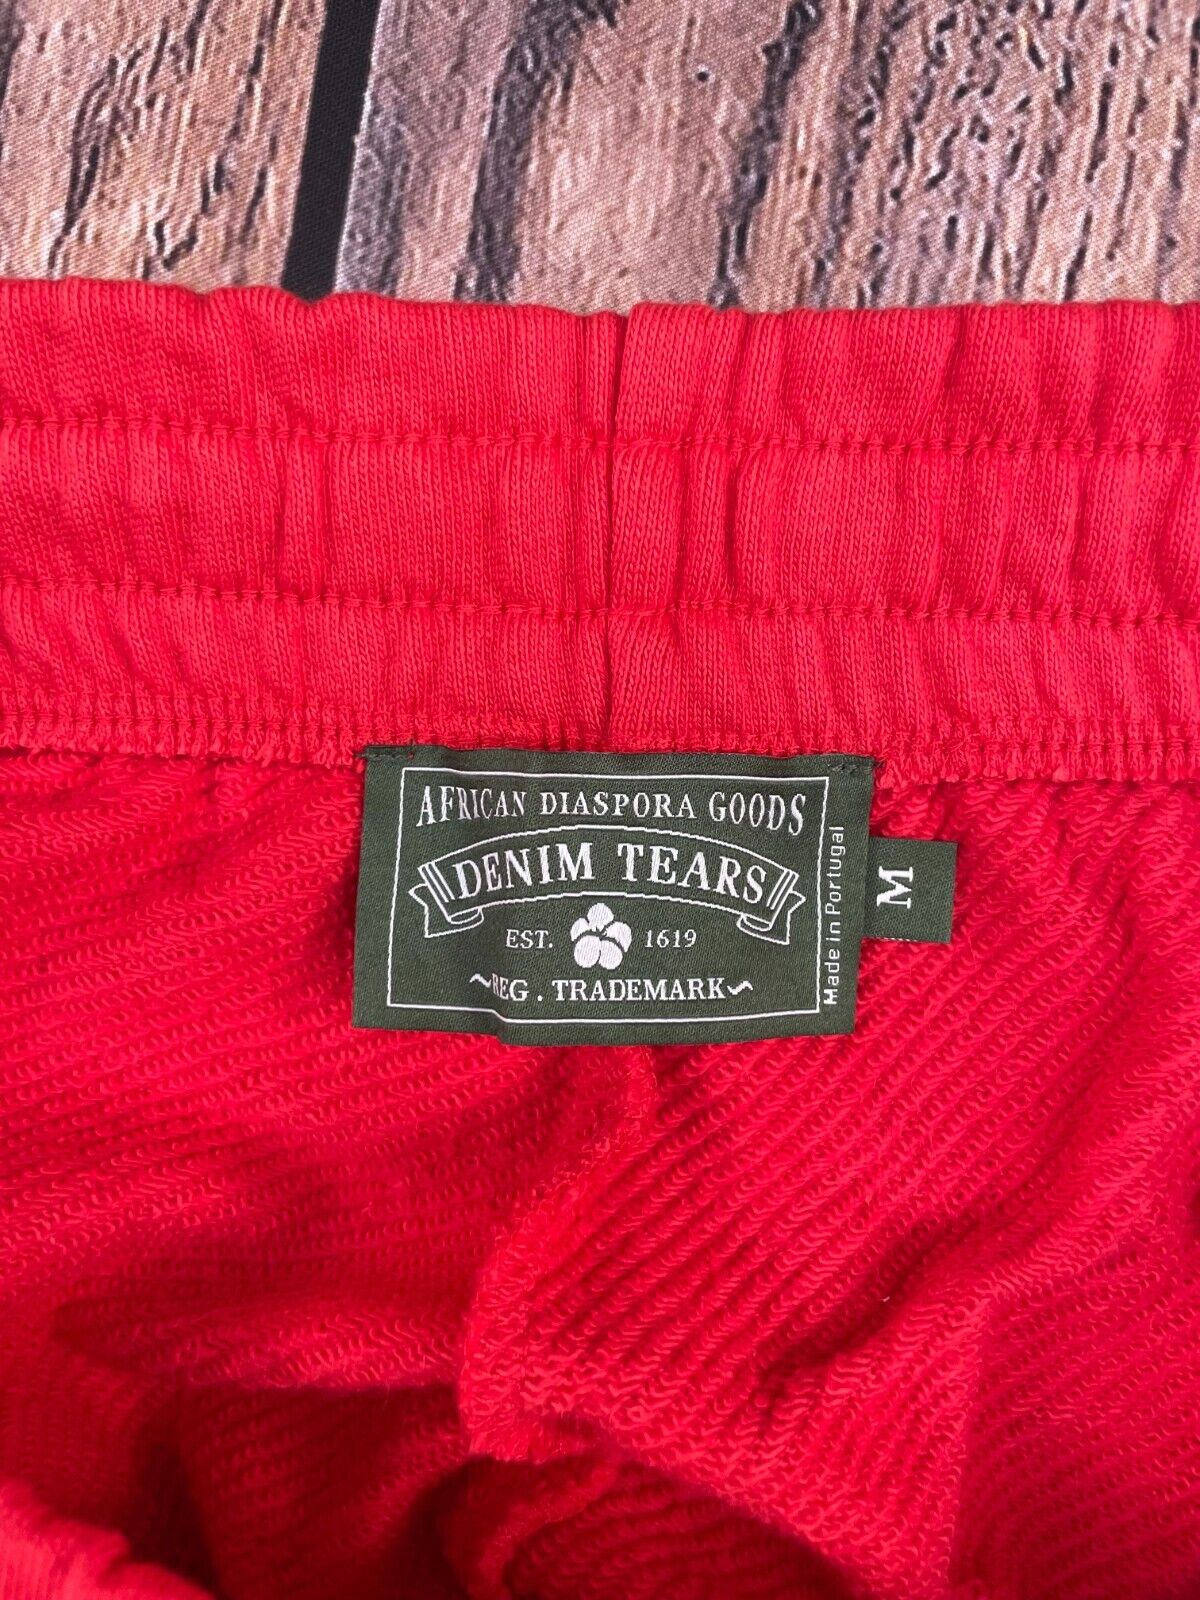 AFRICAN DIASPORA GOODS
DENIM TEARS
EST. 1619
~REG. TRADEMARK~
Made in Portugal
M